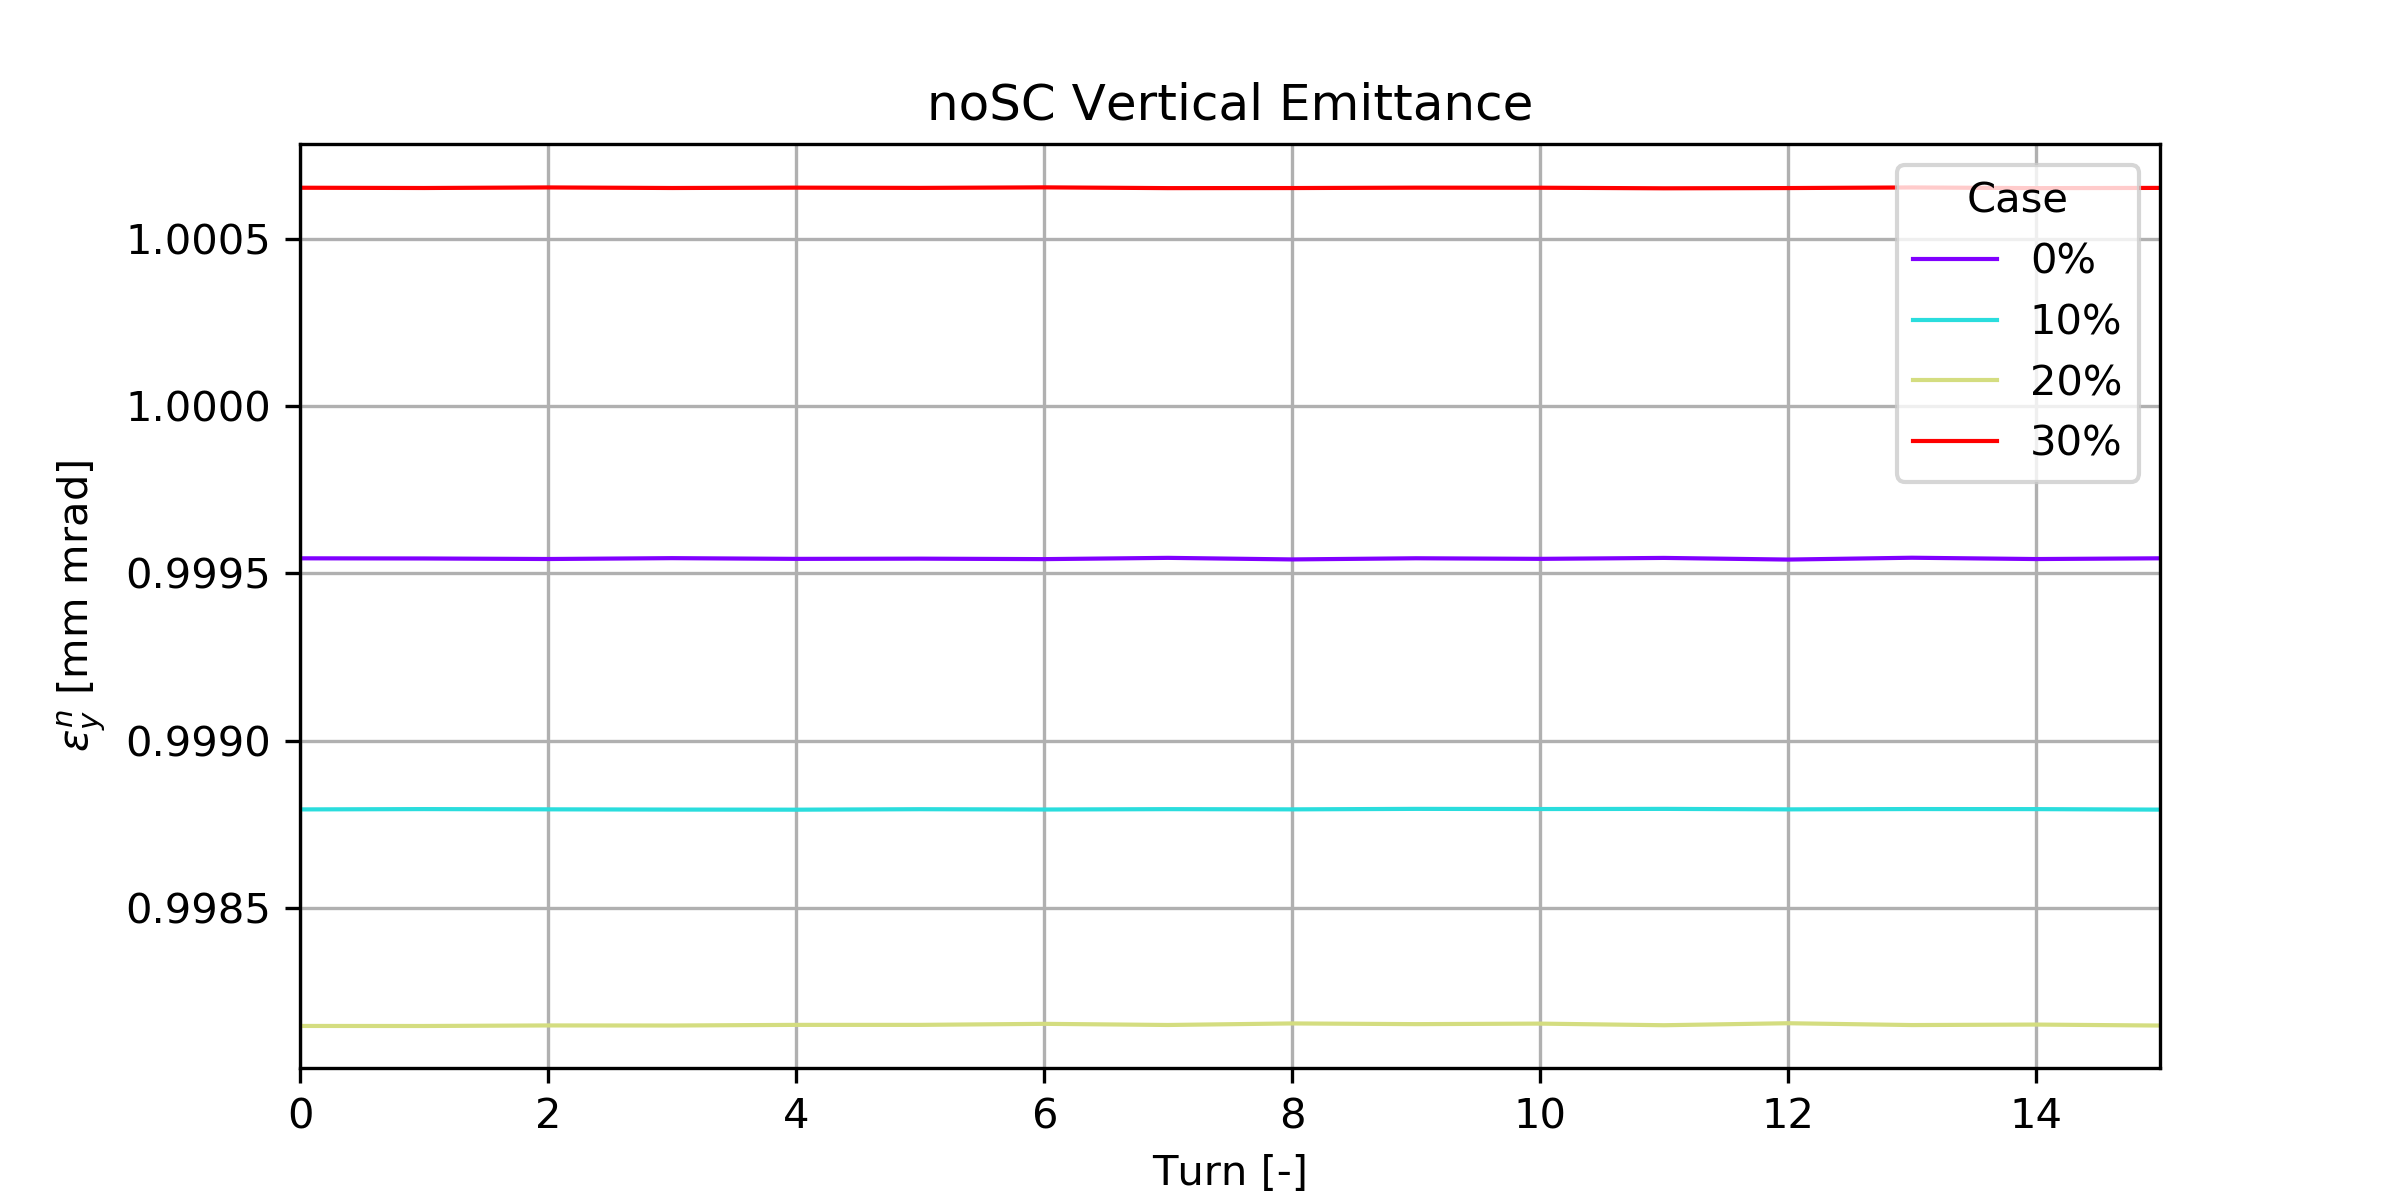 noSC Vertical Emittance
ε_y^n [mm mrad]
1.0005
1.0000
0.9995
0.9990
0.9985
Case
0%
10%
20%
30%
0 2 4 6 8 10 12 14
Turn [-]